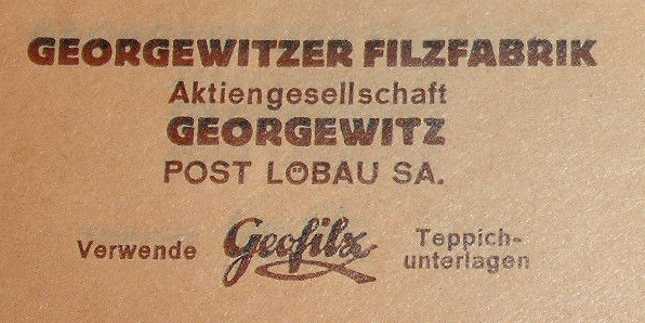 GEORGEWITZER FILZFABRIK
Aktiengesellschaft
GEORGEWITZ
POST LÖBAU SA.
Verwende Geofilz Teppich-
unterlagen